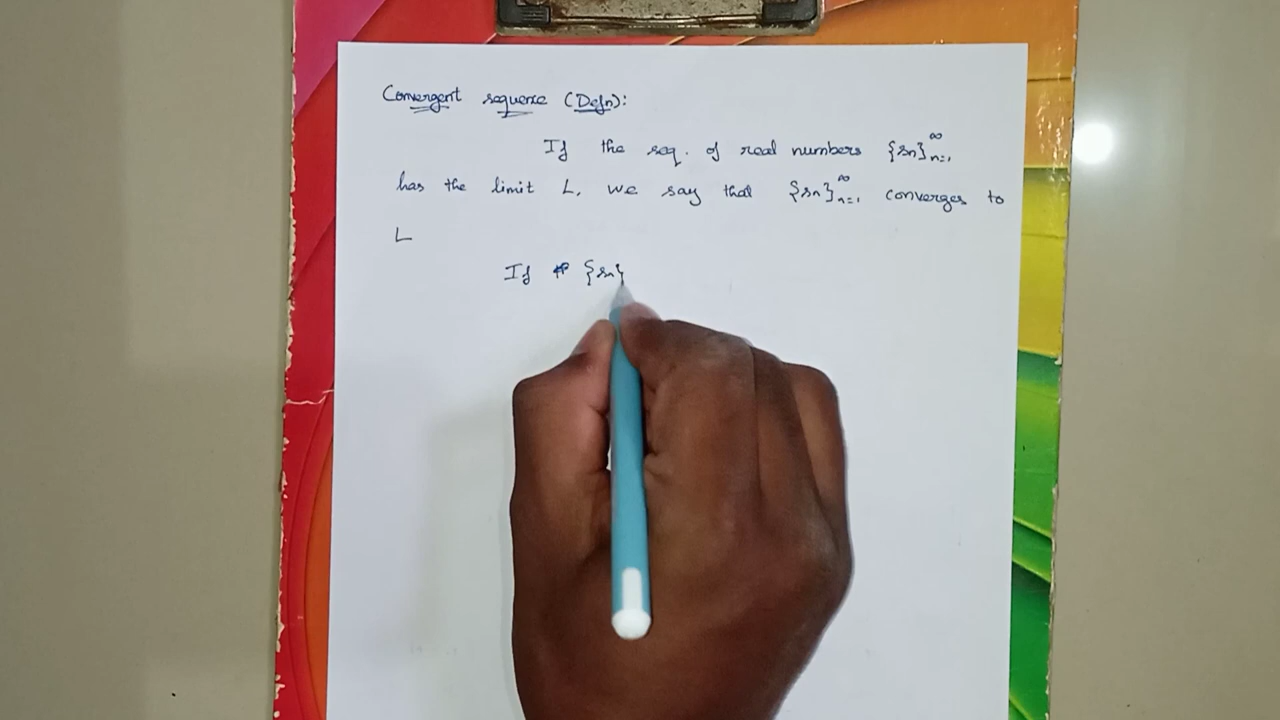 Convergent sequence (Defn):
If the seq. of real numbers {sn}∞n=1
has the limit L, we say that {sn}∞n=1 converges to
L
If {sn}